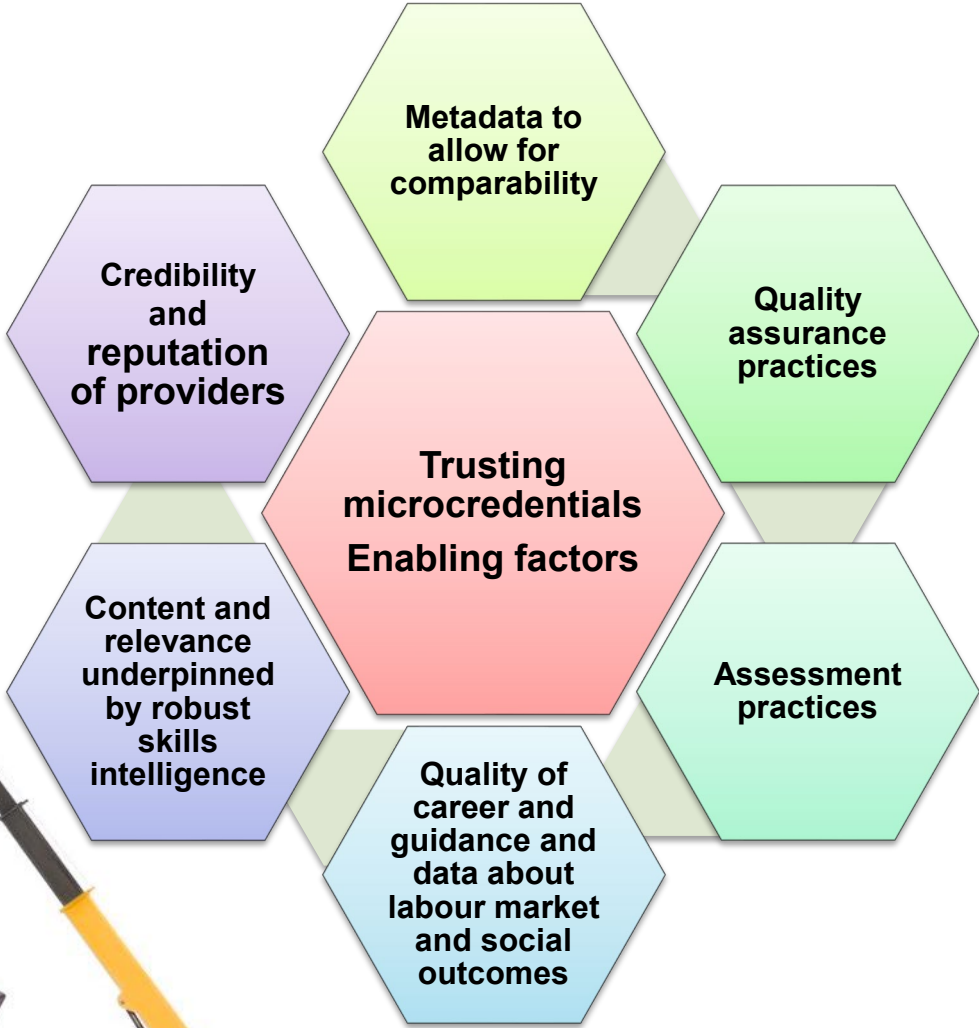 Metadata to
allow for
comparability
Quality
assurance
practices
Assessment
practices
Quality of
career and
guidance and
data about
labour market
and social
outcomes
Content and
relevance
underpinned
by robust
skills
intelligence
Credibility
and
reputation
of providers
Trusting
microcredentials
Enabling factors